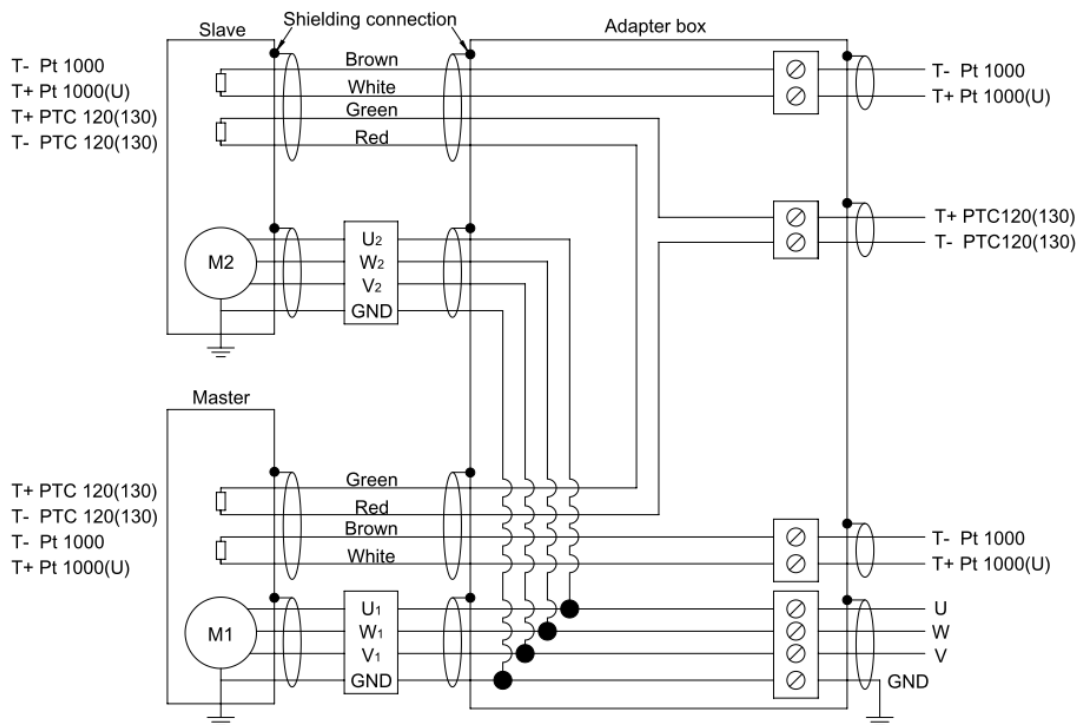 Shielding connection
Slave
Adapter box
T- Pt 1000
T+ Pt 1000(U)
T+ PTC 120(130)
T- PTC 120(130)
Brown
White
Green
Red
T- Pt 1000
T+ Pt 1000(U)
T+ PTC120(130)
T- PTC120(130)
M2
U2
W2
V2
GND
Master
T+ PTC 120(130)
T- PTC 120(130)
T- Pt 1000
T+ Pt 1000(U)
Green
Red
Brown
White
T- Pt 1000
T+ Pt 1000(U)
M1
U1
W1
V1
GND
U
W
V
GND